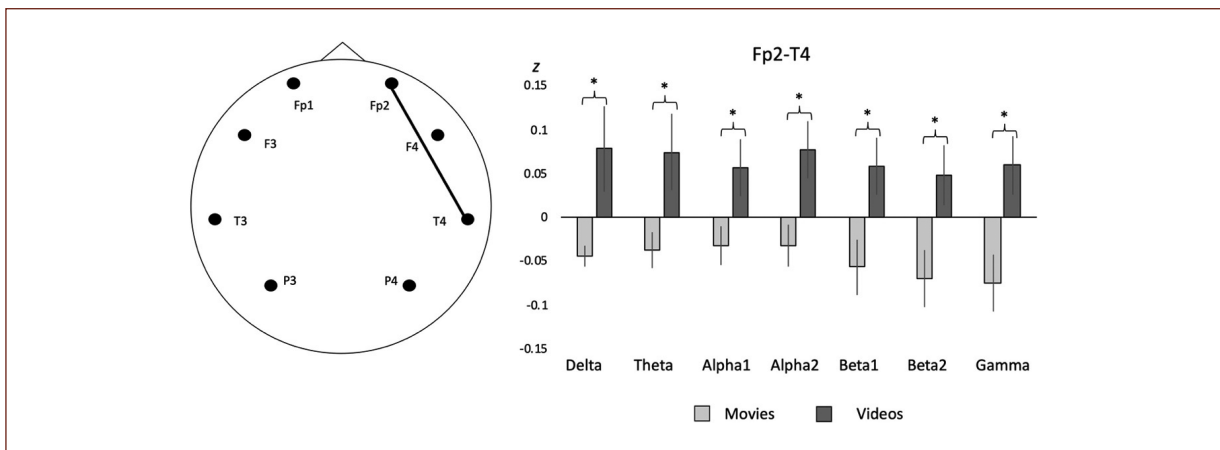 Fp1
Fp2
F3
F4
T3
T4
P3
P4
Fp2-T4
Z
0.15
0.1
0.05
0
-0.05
-0.1
-0.15
* * * * * * *
Delta Theta Alpha1 Alpha2 Beta1 Beta2 Gamma
Movies Videos